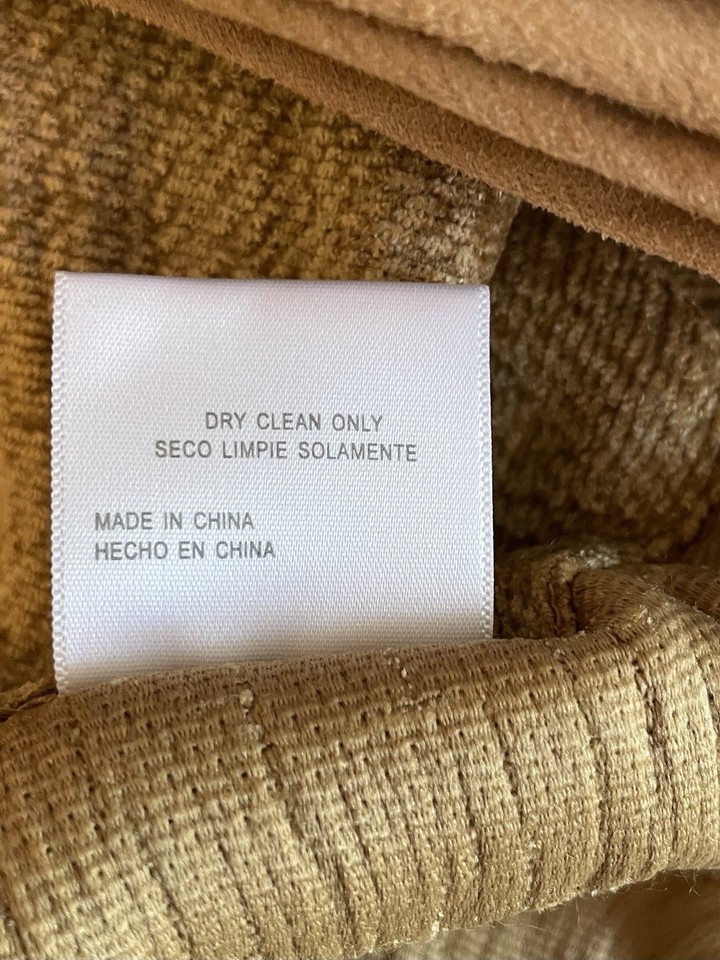 DRY CLEAN ONLY
SECO LIMPIE SOLAMENTE
MADE IN CHINA
HECHO EN CHINA